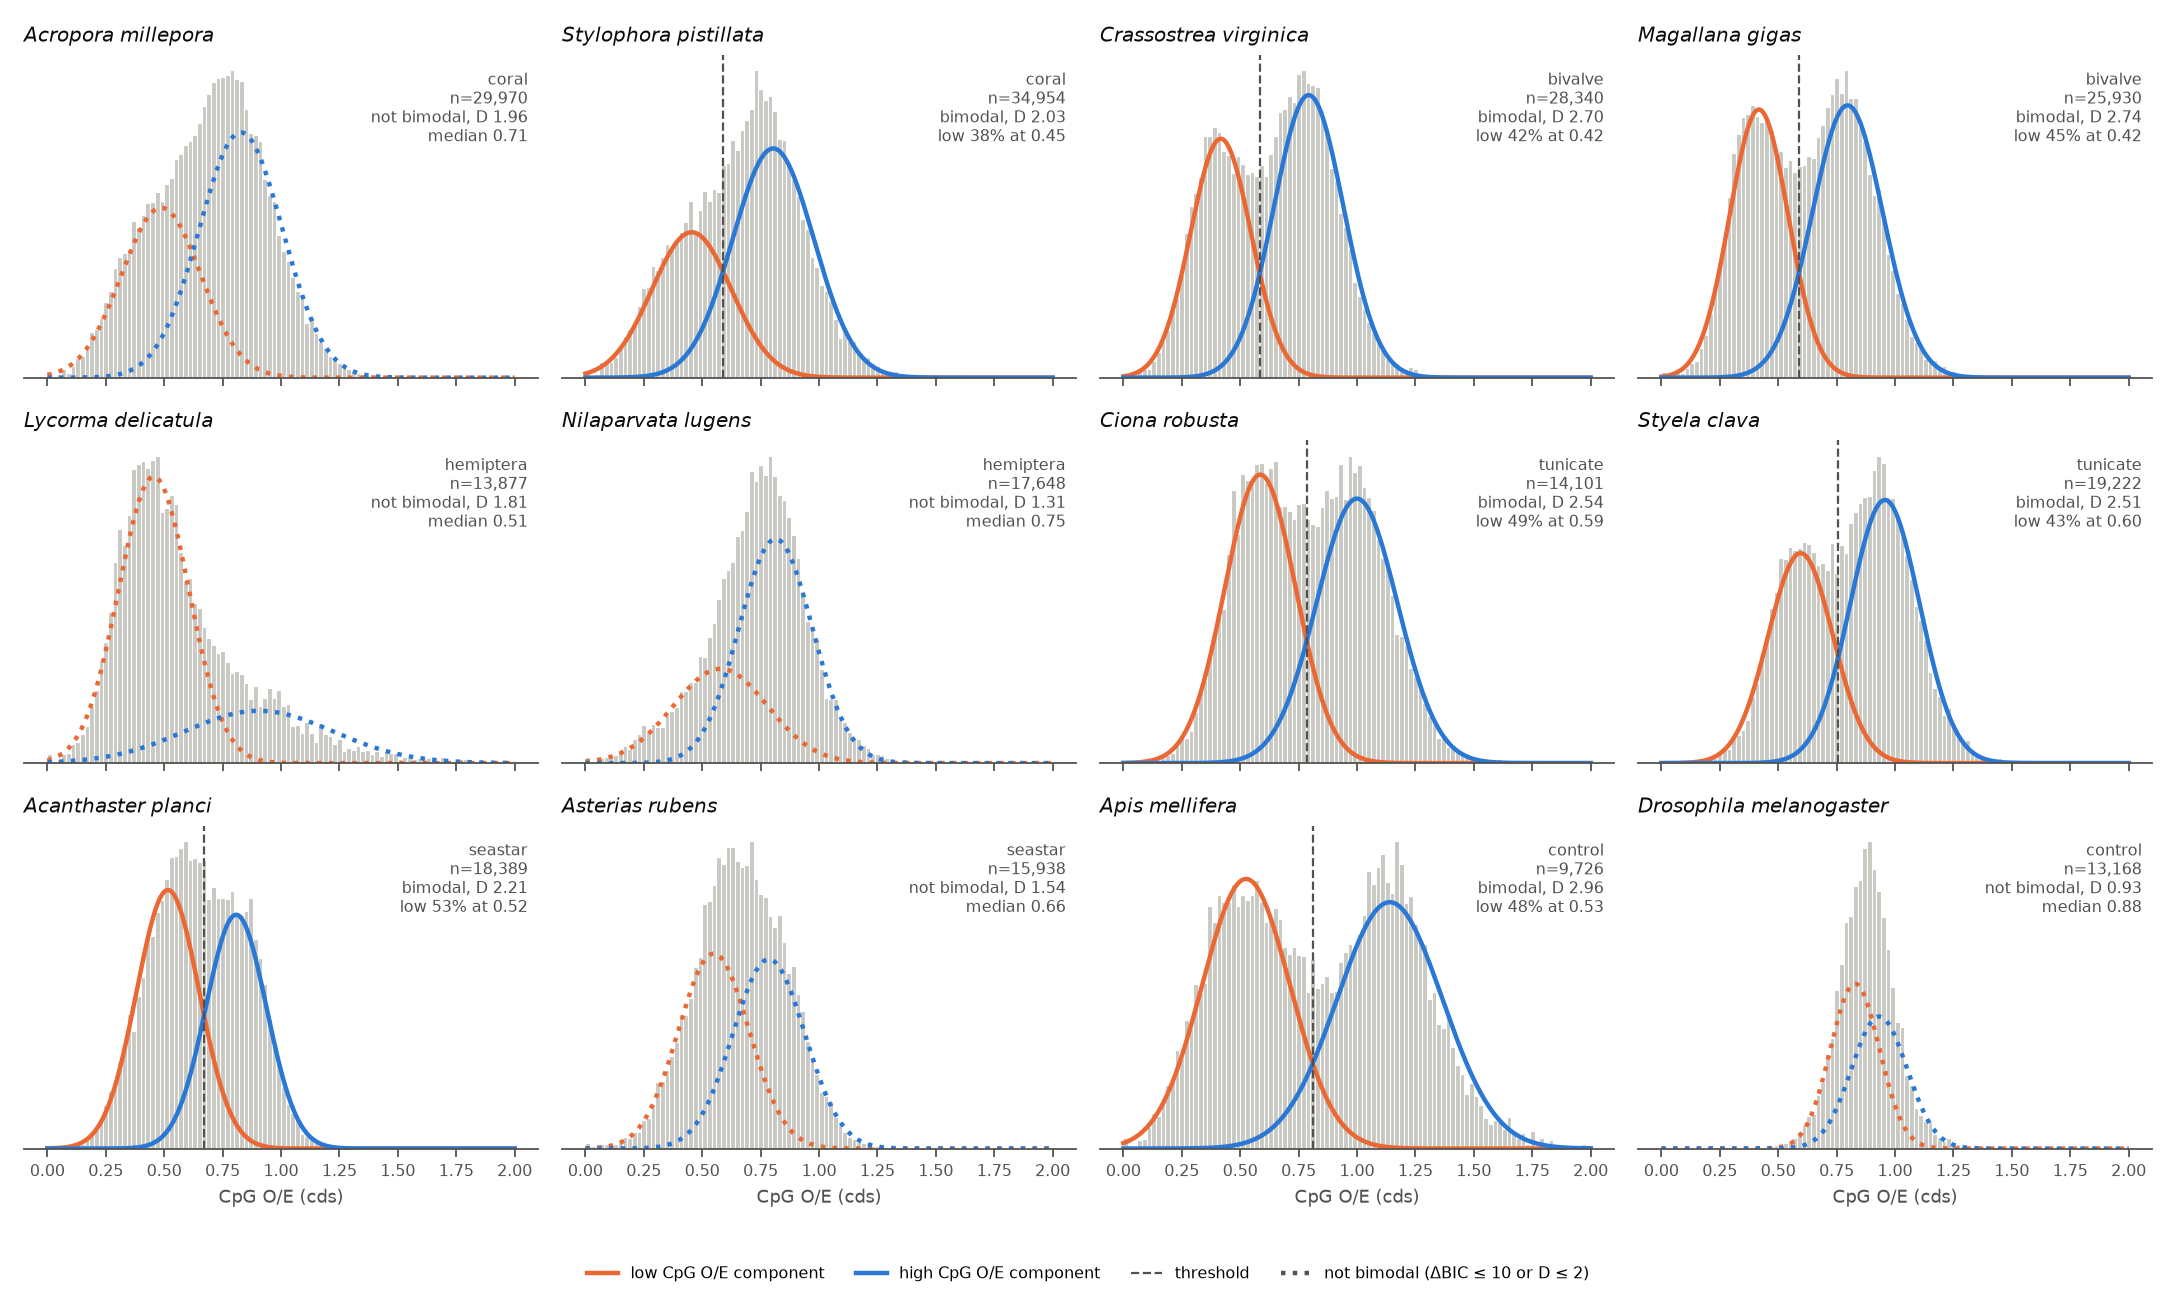 Acropora millepora
coral
n=29,970
not bimodal, D 1.96
median 0.71
Stylophora pistillata
coral
n=34,954
bimodal, D 2.03
low 38% at 0.45
Crassostrea virginica
bivalve
n=28,340
bimodal, D 2.70
low 42% at 0.42
Magallana gigas
bivalve
n=25,930
bimodal, D 2.74
low 45% at 0.42
Lycorma delicatula
hemiptera
n=13,877
not bimodal, D 1.81
median 0.51
Nilaparvata lugens
hemiptera
n=17,648
not bimodal, D 1.31
median 0.75
Ciona robusta
tunicate
n=14,101
bimodal, D 2.54
low 49% at 0.59
Styela clava
tunicate
n=19,222
bimodal, D 2.51
low 43% at 0.60
Acanthaster planci
seastar
n=18,389
bimodal, D 2.21
low 53% at 0.52
0.00 0.25 0.50 0.75 1.00 1.25 1.50 1.75 2.00
CpG O/E (cds)
Asterias rubens
seastar
n=15,938
not bimodal, D 1.54
median 0.66
0.00 0.25 0.50 0.75 1.00 1.25 1.50 1.75 2.00
CpG O/E (cds)
Apis mellifera
control
n=9,726
bimodal, D 2.96
low 48% at 0.53
0.00 0.25 0.50 0.75 1.00 1.25 1.50 1.75 2.00
CpG O/E (cds)
Drosophila melanogaster
control
n=13,168
not bimodal, D 0.93
median 0.88
0.00 0.25 0.50 0.75 1.00 1.25 1.50 1.75 2.00
CpG O/E (cds)
low CpG O/E component high CpG O/E component threshold not bimodal (ΔBIC ≤ 10 or D ≤ 2)